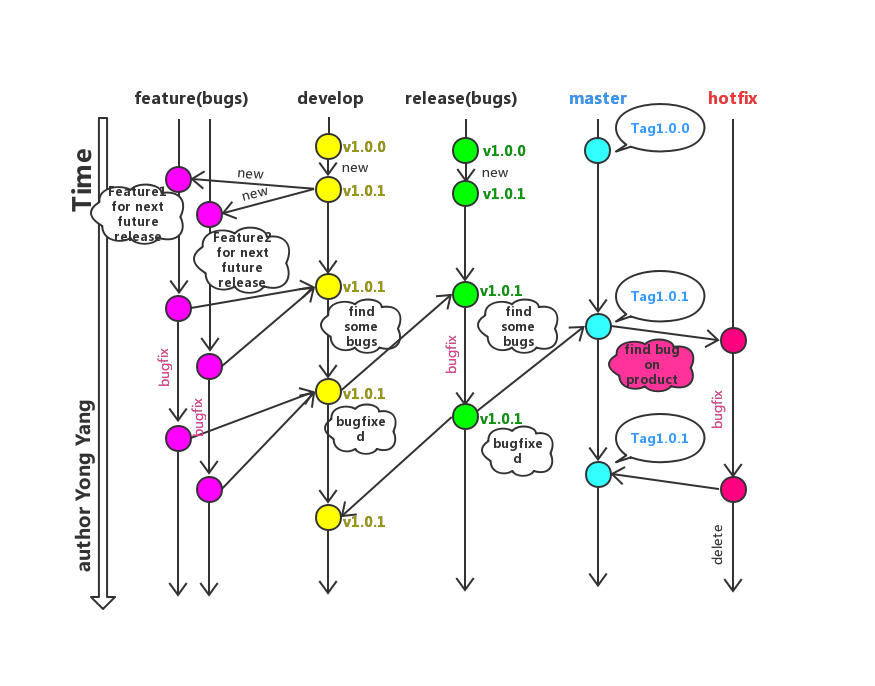 feature(bugs)
develop
release(bugs)
master
hotfix
Time
author Yong Yang
Tag1.0.0
v1.0.0
v1.0.0
new
new
new
new
v1.0.1
v1.0.1
Feature1
for next
future
release
Feature2
for next
future
release
v1.0.1
v1.0.1
Tag1.0.1
find
some
bugs
find
some
bugs
find bug
on
product
bugfix
bugfix
bugfix
bugfix
v1.0.1
v1.0.1
bugfixe
d
bugfixe
d
Tag1.0.1
v1.0.1
delete